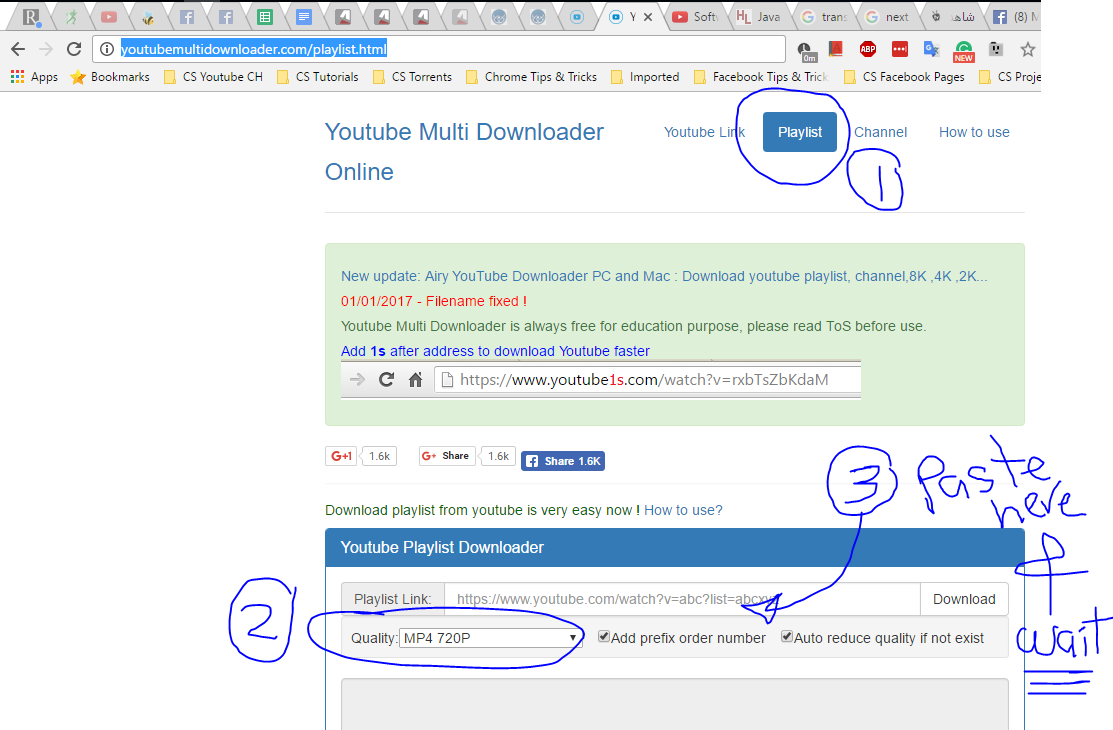 Y
Soft
HL Java
trans
next
شاهد
(8) M
youtubemultidownloader.com/playlist.html
0m
ABP
NEW
Apps Bookmarks CS Youtube CH CS Tutorials CS Torrents Chrome Tips & Tricks Imported Facebook Tips & Trick CS Facebook Pages CS Proje
Youtube Multi Downloader
Online
Youtube Link Playlist Channel How to use
1
New update: Airy YouTube Downloader PC and Mac : Download youtube playlist, channel,8K ,4K ,2K...
01/01/2017 - Filename fixed !
Youtube Multi Downloader is always free for education purpose, please read ToS before use.
Add 1s after address to download Youtube faster
https://www.youtube1s.com/watch?v=rxbTsZbKdaM
G+1 1.6k G+ Share 1.6k Share 1.6K
3 Paste
here
Download playlist from youtube is very easy now ! How to use?
Youtube Playlist Downloader
Playlist Link: https://www.youtube.com/watch?v=abc?list=abcxy Download
2
Quality: MP4 720P Add prefix order number Auto reduce quality if not exist
wait